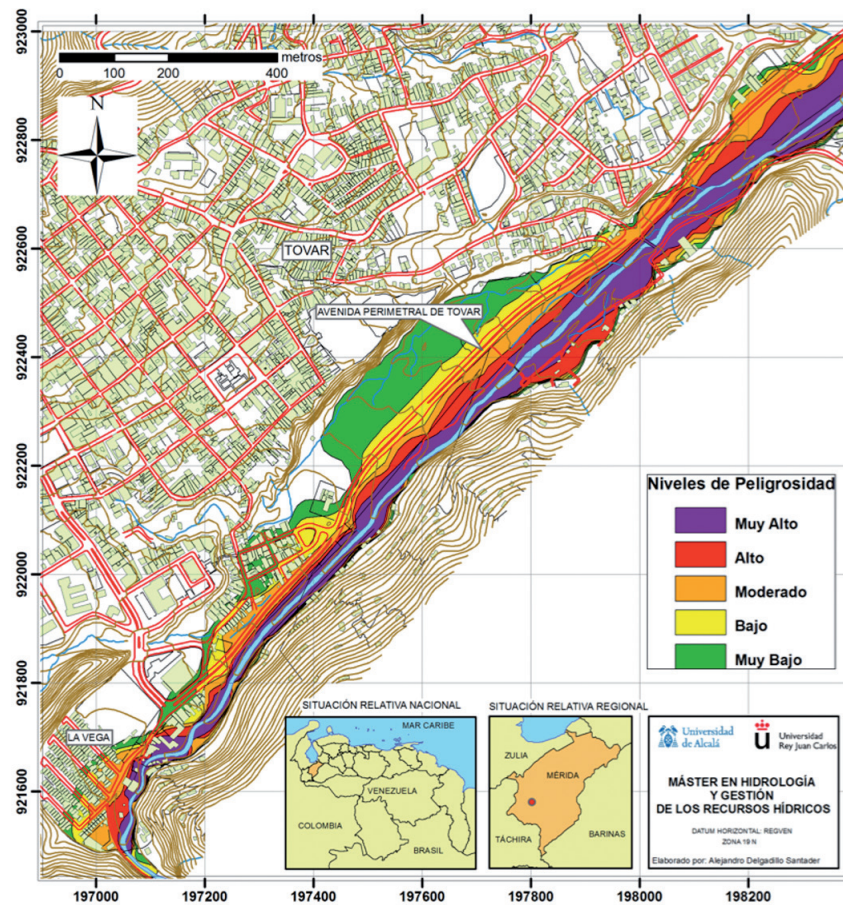 923000
922800
922600
922400
922200
922000
921800
921600
metros
0 100 200 400
N
TOVAR
AVENIDA PERIMETRAL DE TOVAR
LA VEGA
Niveles de Peligrosidad
Muy Alto
Alto
Moderado
Bajo
Muy Bajo
SITUACIÓN RELATIVA NACIONAL
MAR CARIBE
VENEZUELA
COLOMBIA
BRASIL
SITUACIÓN RELATIVA REGIONAL
ZULIA
MÉRIDA
TÁCHIRA
BARINAS
Universidad
de Alcalá
u
Universidad
Rey Juan Carlos
MÁSTER EN HIDROLOGÍA
Y GESTIÓN
DE LOS RECURSOS HÍDRICOS
DATUM HORIZONTAL: REGVEN
ZONA 19 N
Elaborado por: Alejandro Delgadillo Santader
197000 197200 197400 197600 197800 198000 198200